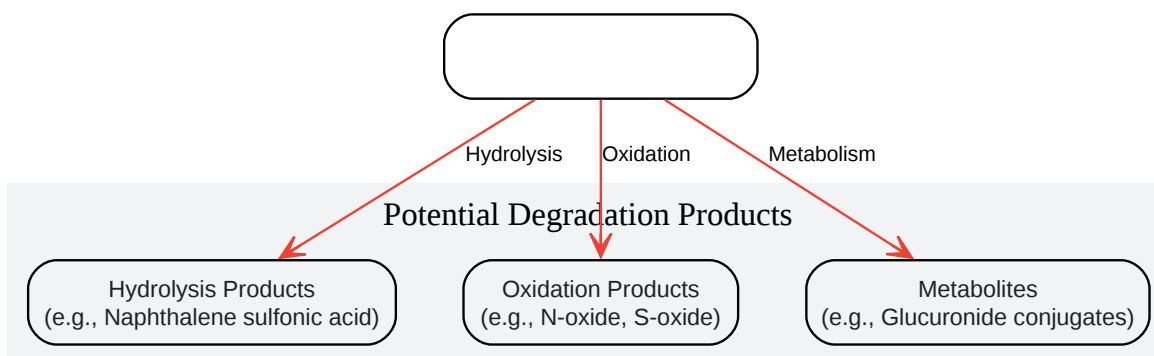 Hydrolysis
Oxidation
Metabolism
Potential Degradation Products
Hydrolysis Products
(e.g., Naphthalene sulfonic acid)
Oxidation Products
(e.g., N-oxide, S-oxide)
Metabolites
(e.g., Glucuronide conjugates)